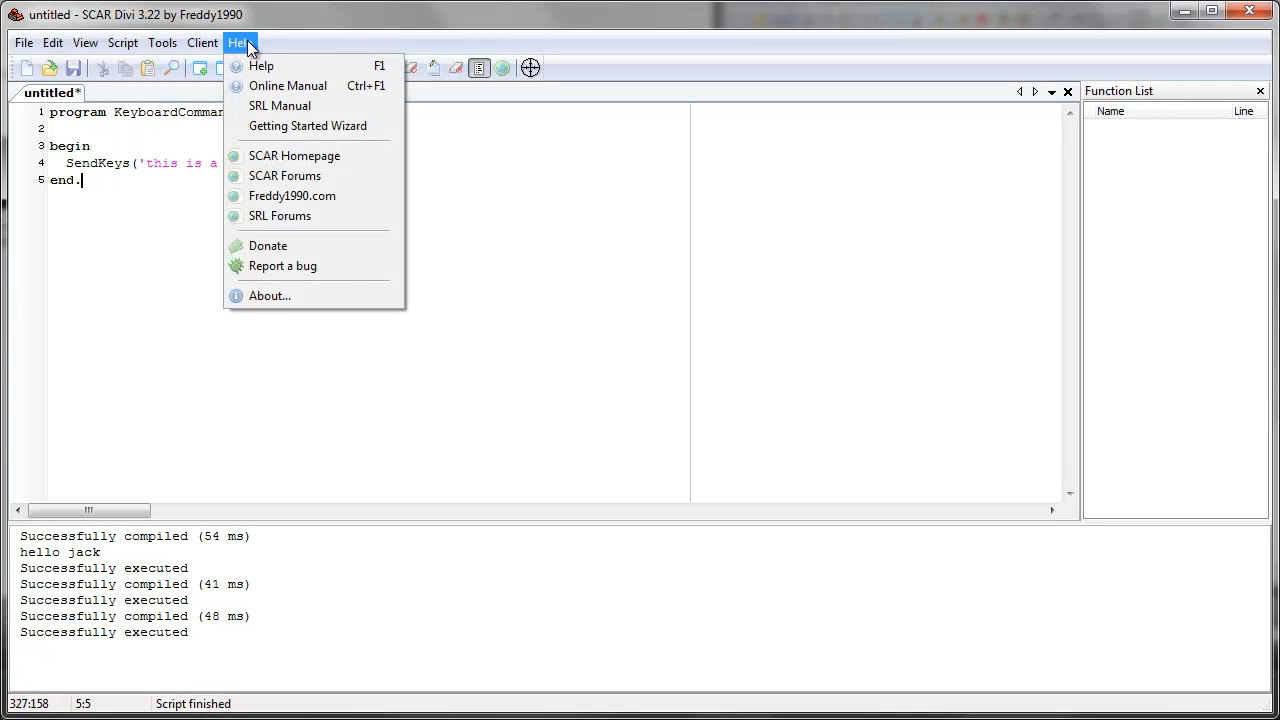 untitled - SCAR Divi 3.22 by Freddy1990
File Edit View Script Tools Client Help
untitled*
1 program KeyboardComman
2
3 begin
4 SendKeys('this is a
5 end.
Help F1
Online Manual Ctrl+F1
SRL Manual
Getting Started Wizard
SCAR Homepage
SCAR Forums
Freddy1990.com
SRL Forums
Donate
Report a bug
About...
Function List
Name Line
Successfully compiled (54 ms)
hello jack
Successfully executed
Successfully compiled (41 ms)
Successfully executed
Successfully compiled (48 ms)
Successfully executed
327:158 5:5 Script finished